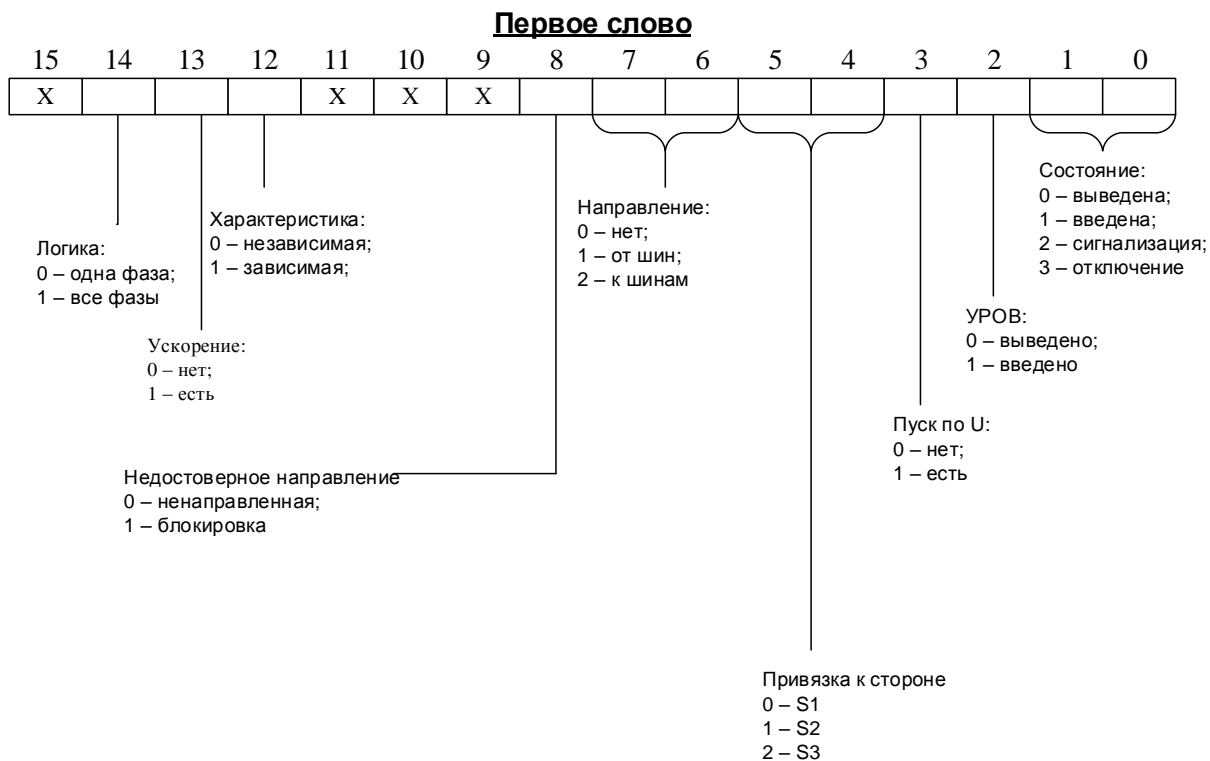 Первое слово
15 14 13 12 11 10 9 8 7 6 5 4 3 2 1 0
X X X X
Логика:
0 – одна фаза;
1 – все фазы
Ускорение:
0 – нет;
1 – есть
Характеристика:
0 – независимая;
1 – зависимая;
Недостоверное направление
0 – ненаправленная;
1 – блокировка
Направление:
0 – нет;
1 – от шин;
2 – к шинам
Привязка к стороне
0 – S1
1 – S2
2 – S3
Пуск по U:
0 – нет;
1 – есть
УРОВ:
0 – выведено;
1 – введено
Состояние:
0 – выведена;
1 – введена;
2 – сигнализация;
3 – отключение